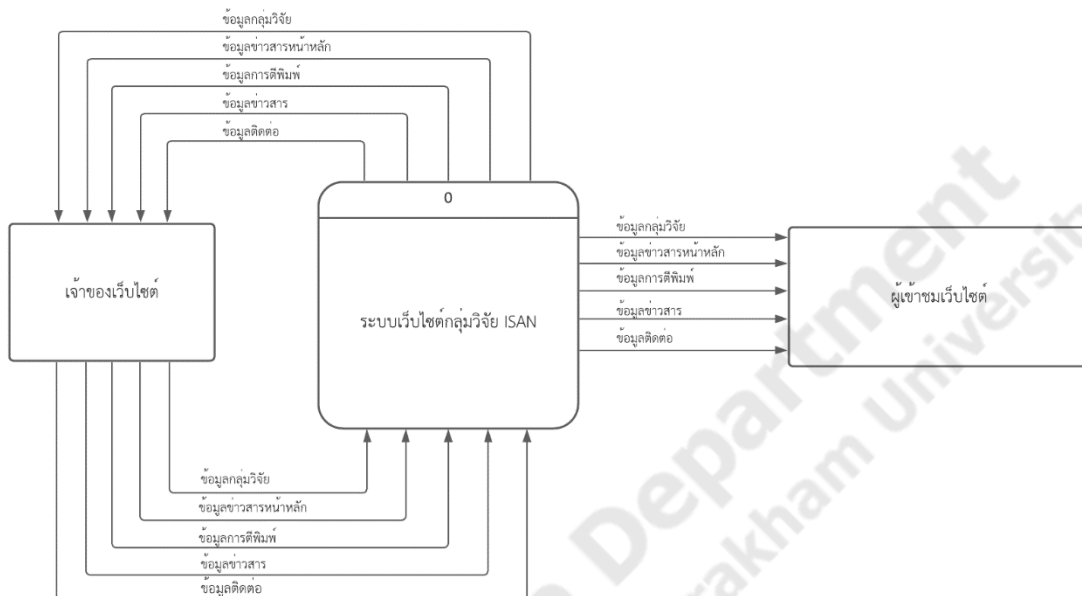 ข้อมูลกลุ่มวิจัย
ข้อมูลข่าวสารหน้าหลัก
ข้อมูลการตีพิมพ์
ข้อมูลข่าวสาร
ข้อมูลติดต่อ
0
เจ้าของเว็บไซต์
ระบบเว็บไซต์กลุ่มวิจัย ISAN
ข้อมูลกลุ่มวิจัย
ข้อมูลข่าวสารหน้าหลัก
ข้อมูลการตีพิมพ์
ข้อมูลข่าวสาร
ข้อมูลติดต่อ
ผู้เข้าชมเว็บไซต์
ข้อมูลกลุ่มวิจัย
ข้อมูลข่าวสารหน้าหลัก
ข้อมูลการตีพิมพ์
ข้อมูลข่าวสาร
ข้อมูลติดต่อ
Department